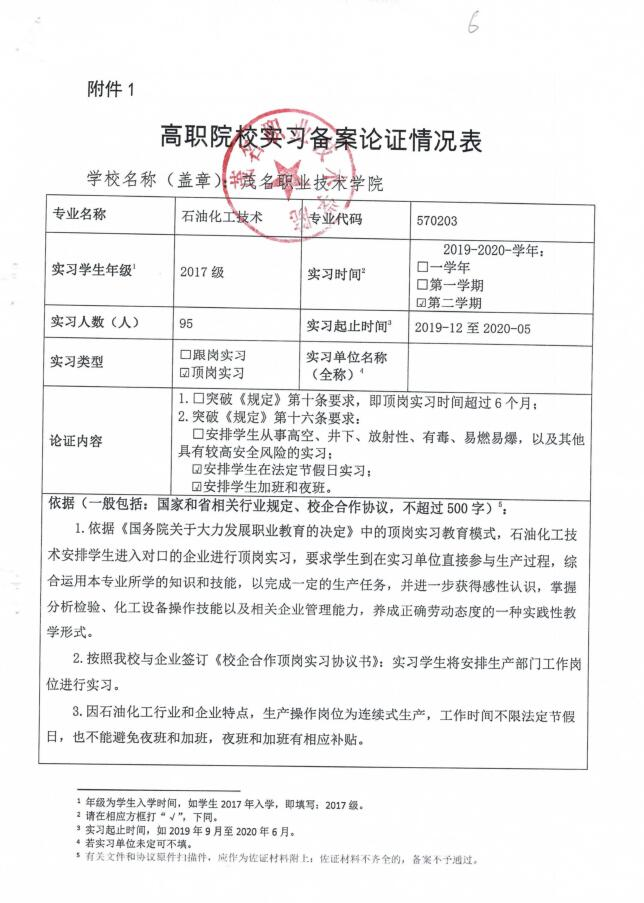 6
附件 1
高职院校实习备案论证情况表
学校名称（盖章）：茂名职业技术学院
茂名职业技术学院
专业名称 石油化工技术 专业代码 570203
实习学生年级¹ 2017 级 实习时间² 2019-2020-学年：
☐一学年
☐第一学期
☑第二学期
实习人数（人） 95 实习起止时间³ 2019-12 至 2020-05
实习类型 ☐跟岗实习
☑顶岗实习
实习单位名称
（全称）⁴
论证内容
1.☐突破《规定》第十条要求，即顶岗实习时间超过 6 个月；
2.突破《规定》第十六条要求：
☐安排学生从事高空、井下、放射性、有毒、易燃易爆，以及其他
具有较高安全风险的实习；
☑安排学生在法定节假日实习；
☑安排学生加班和夜班。
依据（一般包括：国家和省相关行业规定、校企合作协议，不超过 500 字）⁵：
1.依据《国务院关于大力发展职业教育的决定》中的顶岗实习教育模式，石油化工技
术安排学生进入对口的企业进行顶岗实习，要求学生到在实习单位直接参与生产过程，综
合运用本专业所学的知识和技能，以完成一定的生产任务，并进一步获得感性认识，掌握
分析检验、化工设备操作技能以及相关企业管理能力，养成正确劳动态度的一种实践性教
学形式。
2.按照我校与企业签订《校企合作顶岗实习协议书》：实习学生将安排生产部门工作岗
位进行实习。
3.因石油化工行业和企业特点，生产操作岗位为连续式生产，工作时间不限法定节假
日，也不能避免夜班和加班，夜班和加班有相应补贴。
¹ 年级为学生入学时间，如学生 2017 年入学，即填写：2017 级。
² 请在相应方框打“√”，下同。
³ 实习起止时间，如 2019 年 9 月至 2020 年 6 月。
⁴ 若实习单位未定可不填。
⁵ 有关文件和协议原件扫描件，应作为佐证材料附上；佐证材料不齐全的，备案不予通过。